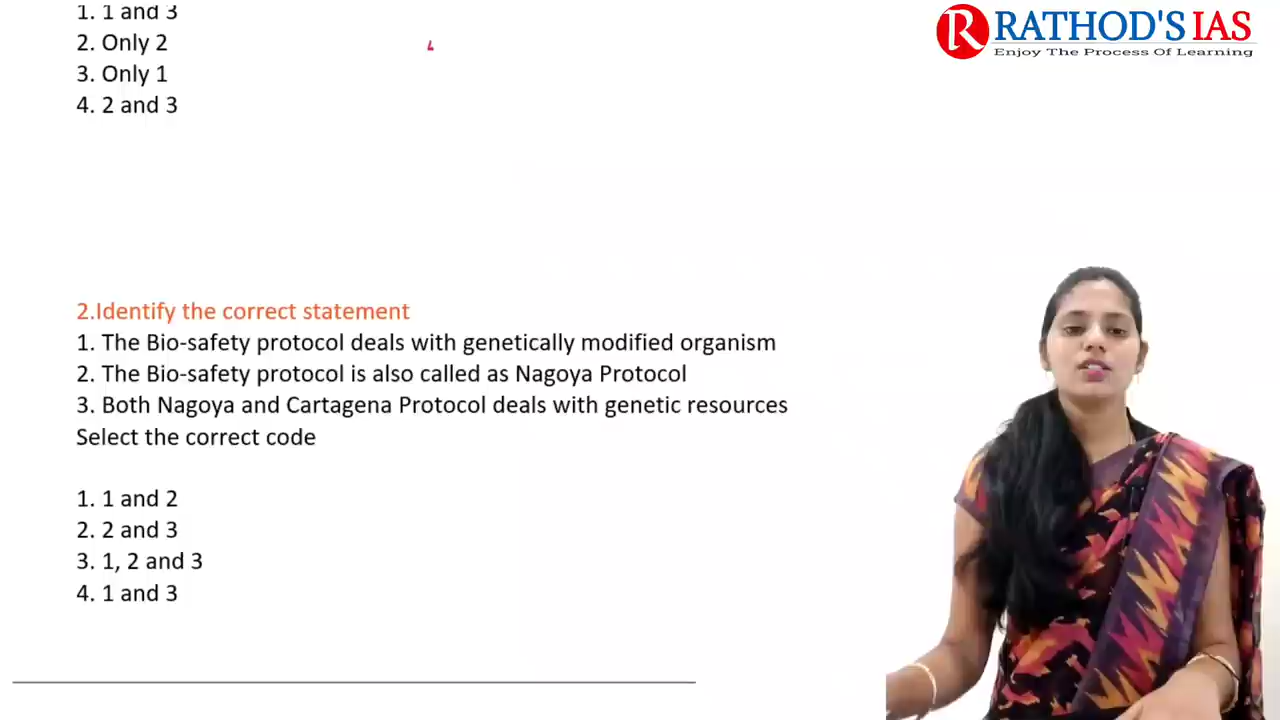 1. 1 and 3
2. Only 2
3. Only 1
4. 2 and 3
R RATHOD'S IAS
Enjoy The Process Of Learning
2.Identify the correct statement
1. The Bio-safety protocol deals with genetically modified organism
2. The Bio-safety protocol is also called as Nagoya Protocol
3. Both Nagoya and Cartagena Protocol deals with genetic resources
Select the correct code
1. 1 and 2
2. 2 and 3
3. 1, 2 and 3
4. 1 and 3